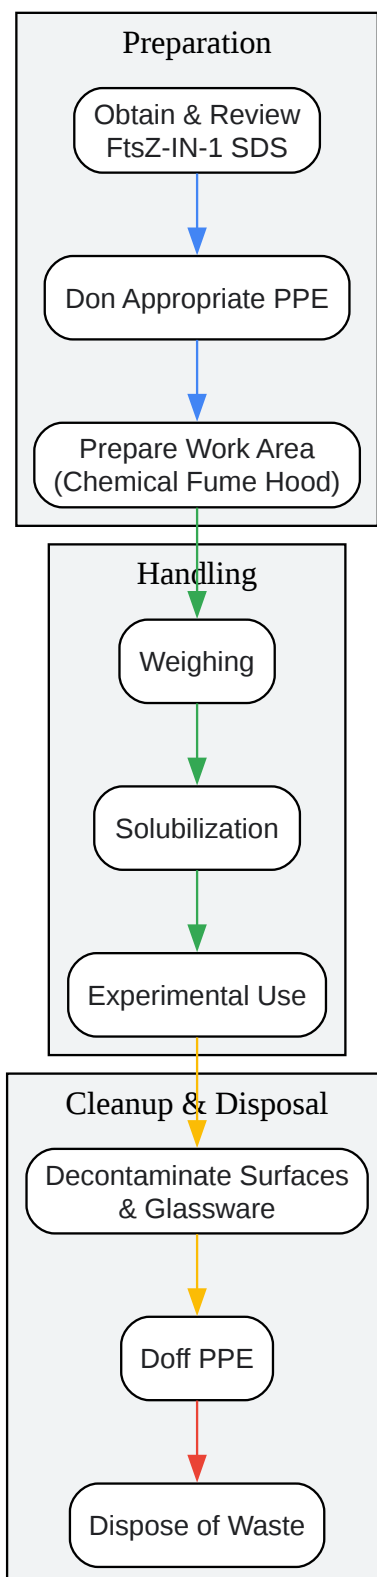 Preparation
Obtain & Review
FtsZ-IN-1 SDS
Don Appropriate PPE
Prepare Work Area
(Chemical Fume Hood)
Handling
Weighing
Solubilization
Experimental Use
Cleanup & Disposal
Decontaminate Surfaces
& Glassware
Doff PPE
Dispose of Waste